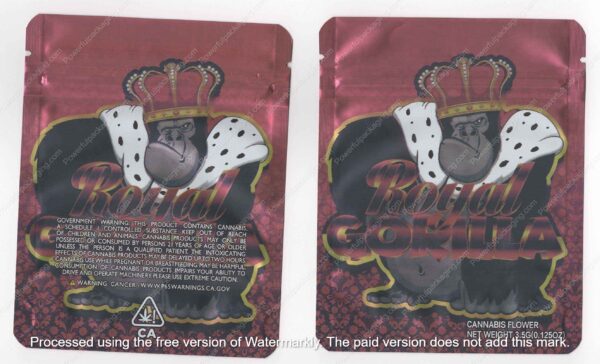 Royal
GOVERNMENT WARNING: THIS PRODUCT CONTAINS CANNABIS,
A SCHEDULE I CONTROLLED SUBSTANCE. KEEP OUT OF REACH
OF CHILDREN AND ANIMALS. CANNABIS PRODUCTS MAY ONLY BE
POSSESSED OR CONSUMED BY PERSONS 21 YEARS OF AGE OR OLDER
UNLESS THE PERSON IS A QUALIFIED PATIENT. THE INTOXICATING
EFFECTS OF CANNABIS PRODUCTS MAY BE DELAYED UP TO TWO HOURS.
CANNABIS USE WHILE PREGNANT OR BREASTFEEDING MAY BE HARMFUL.
CONSUMPTION OF CANNABIS PRODUCTS IMPAIRS YOUR ABILITY TO
DRIVE AND OPERATE MACHINERY. PLEASE USE EXTREME CAUTION.
WARNING: CANCER- WWW.P65WARNINGS.CA.GOV
CA
Royal
GORILLA
CANNABIS FLOWER
NET WEIGHT 3.5G (0.125OZ)
Processed using the free version of Watermarkly. The paid version does not add this mark.